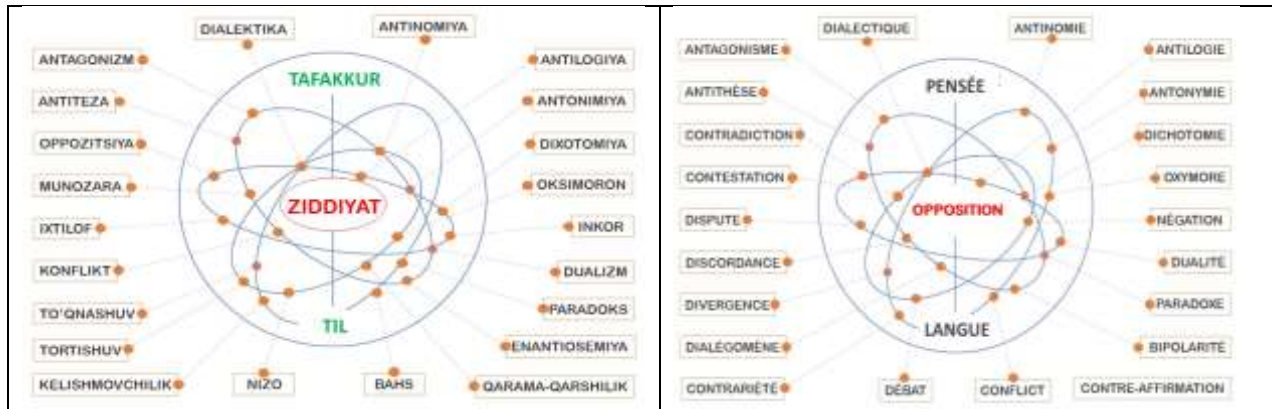 DIALEKTIKA
ANTINOMIYA
ANTAGONIZM
TAFAKKUR
ANTILOGIYA
ANTITEZA
ANTONIMIYA
OPPOZITSIYA
DIXOTOMIYA
MUNOZARA
OKSIMORON
ZIDDIYAT
IXTILOF
INKOR
KONFLIKT
DUALIZM
TO'QNASHUV
PARADOKS
TIL
TORTISHUV
ENANTIOSEMIYA
KELISHMOVCHILIK
NIZO
BAHS
QARAMA-QARSHILIK
DIALECTIQUE
ANTINOMIE
ANTAGONISME
ANTILOGIE
PENSÉE
ANTITHÈSE
ANTONYMIE
CONTRADICTION
DICHOTOMIE
CONTESTATION
OXYMORE
OPPOSITION
DISPUTE
NÉGATION
DISCORDANCE
DUALITÉ
DIVERGENCE
PARADOXE
LANGUE
DIALÉGOMÈNE
BIPOLARITÉ
CONTRARIÉTÉ
DÉBAT
CONFLICT
CONTRE-AFFIRMATION